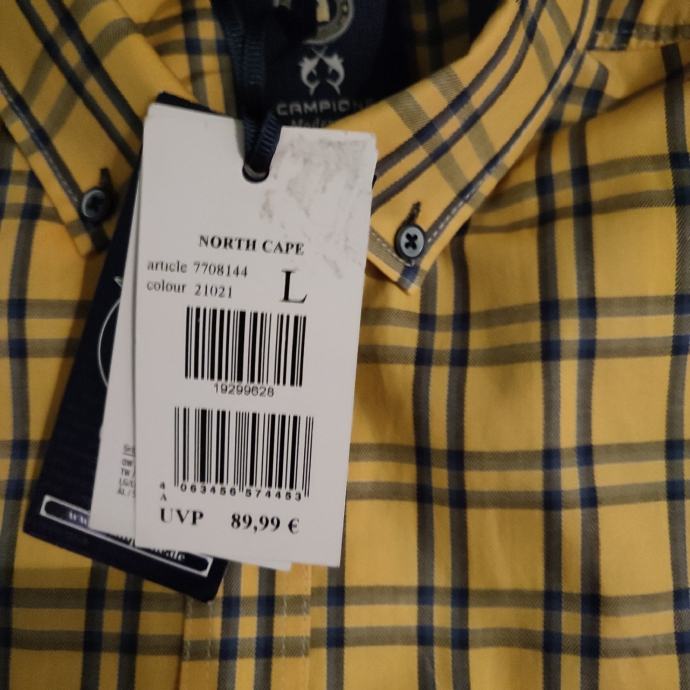 CAMPIONE
NORTH CAPE
article 7708144
colour 21021
L
19299628
4 063456 574453
A
UVP 89,99 €